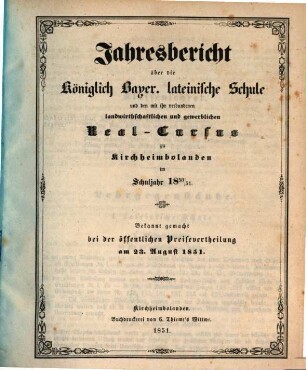 Jahresbericht
über die
Königlich Bayer. lateinische Schule
und den mit ihr verbundenen
landwirthschaftlichen und gewerblichen
Real-Cursus
zu
Kirchheimbolanden
im
Schuljahr 18⁵⁰/₅₁.
Bekannt gemacht
bei der öffentlichen Preisevertheilung
am 23. August 1851.
Kirchheimbolanden.
Buchdruckerei von C. Thieme's Wittwe.
1851.